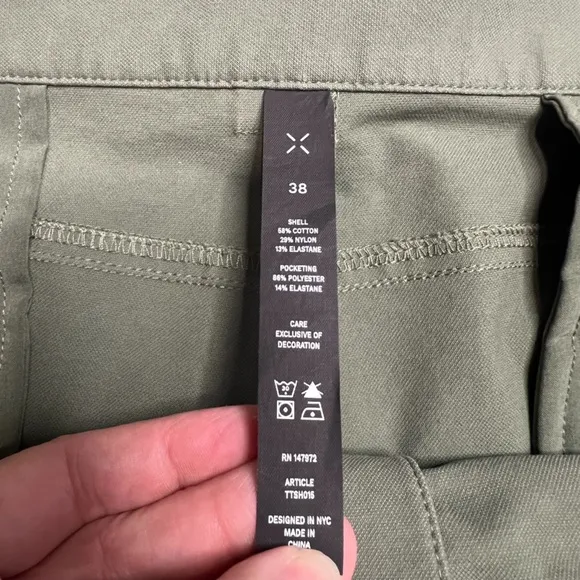 38
SHELL
58% COTTON
29% NYLON
13% ELASTANE
POCKETING
86% POLYESTER
14% ELASTANE
CARE
EXCLUSIVE OF
DECORATION
30
RN 147972
ARTICLE
TTSH016
DESIGNED IN NYC
MADE IN
CHINA